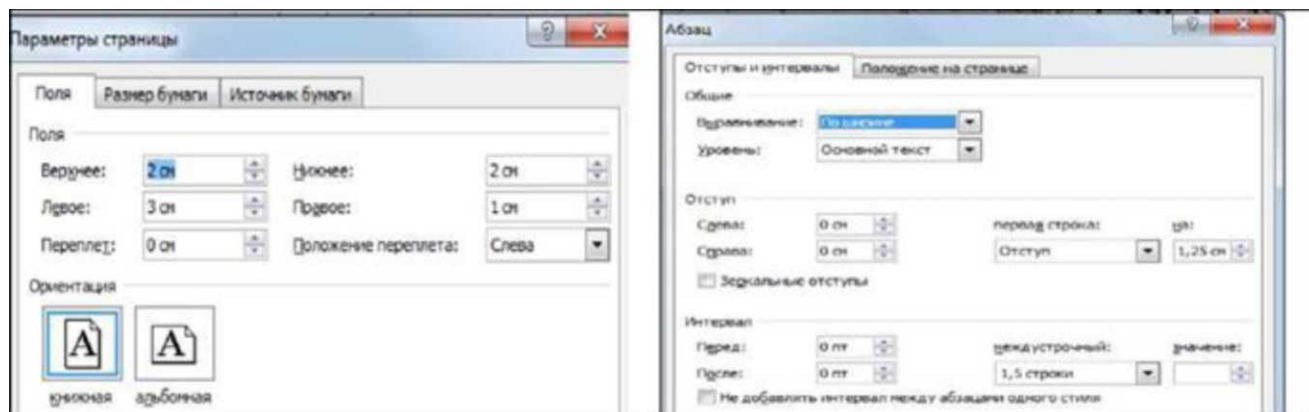 Параметры страницы
Поля Размер бумаги Источник бумаги
Поля
Верхнее: 2 см Нижнее: 2 см
Левое: 3 см Правое: 1 см
Переплет: 0 см Положение переплета: Слева
Ориентация
A A
книжная альбомная
Абзац
Отступы и интервалы Положение на странице
Общие
Выравнивание: По ширине
Уровень: Основной текст
Отступ
Слева: 0 см первая строка: на:
Справа: 0 см Отступ 1,25 см
Зеркальные отступы
Интервал
Перед: 0 пт междустрочный: значение:
После: 0 пт 1,5 строки
Не добавлять интервал между абзацами одного стиля